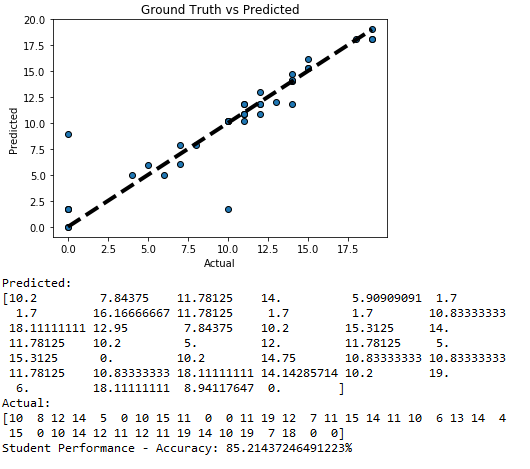 Ground Truth vs Predicted
20.0
17.5
15.0
12.5
10.0
7.5
5.0
2.5
0.0
Predicted
0.0 2.5 5.0 7.5 10.0 12.5 15.0 17.5
Actual
Predicted:
[10.2 7.84375 11.78125 14. 5.90909091 1.7
1.7 16.16666667 11.78125 1.7 1.7 10.83333333
18.11111111 12.95 7.84375 10.2 15.3125 14.
11.78125 10.2 5. 12. 11.78125 5.
15.3125 0. 10.2 14.75 10.83333333 10.83333333
11.78125 10.83333333 18.11111111 14.14285714 10.2 19.
6. 18.11111111 8.94117647 0. ]
Actual:
[10 8 12 14 5 0 10 15 11 0 0 11 19 12 7 11 15 14 11 10 6 13 14 4
15 0 10 14 12 11 12 11 19 14 10 19 7 18 0 0]
Student Performance - Accuracy: 85.21437246491223%